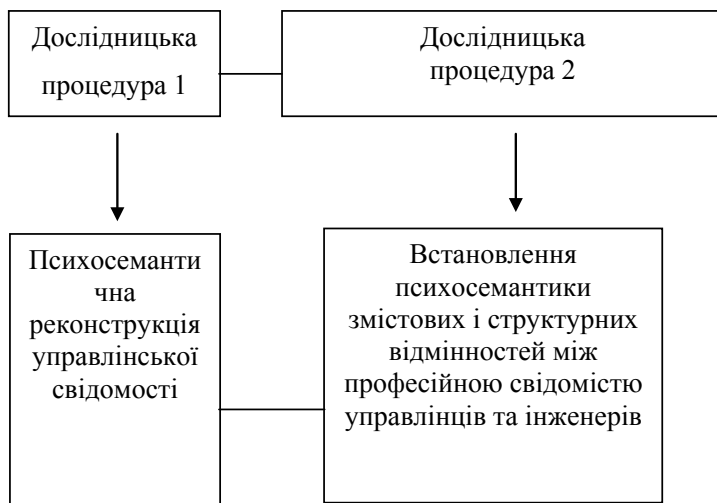 Дослідницька
процедура 1
Дослідницька
процедура 2
Психосеманти
чна
реконструкція
управлінської
свідомості
Встановлення
психосемантики
змістових і структурних
відмінностей між
професійною свідомістю
управлінців та інженерів